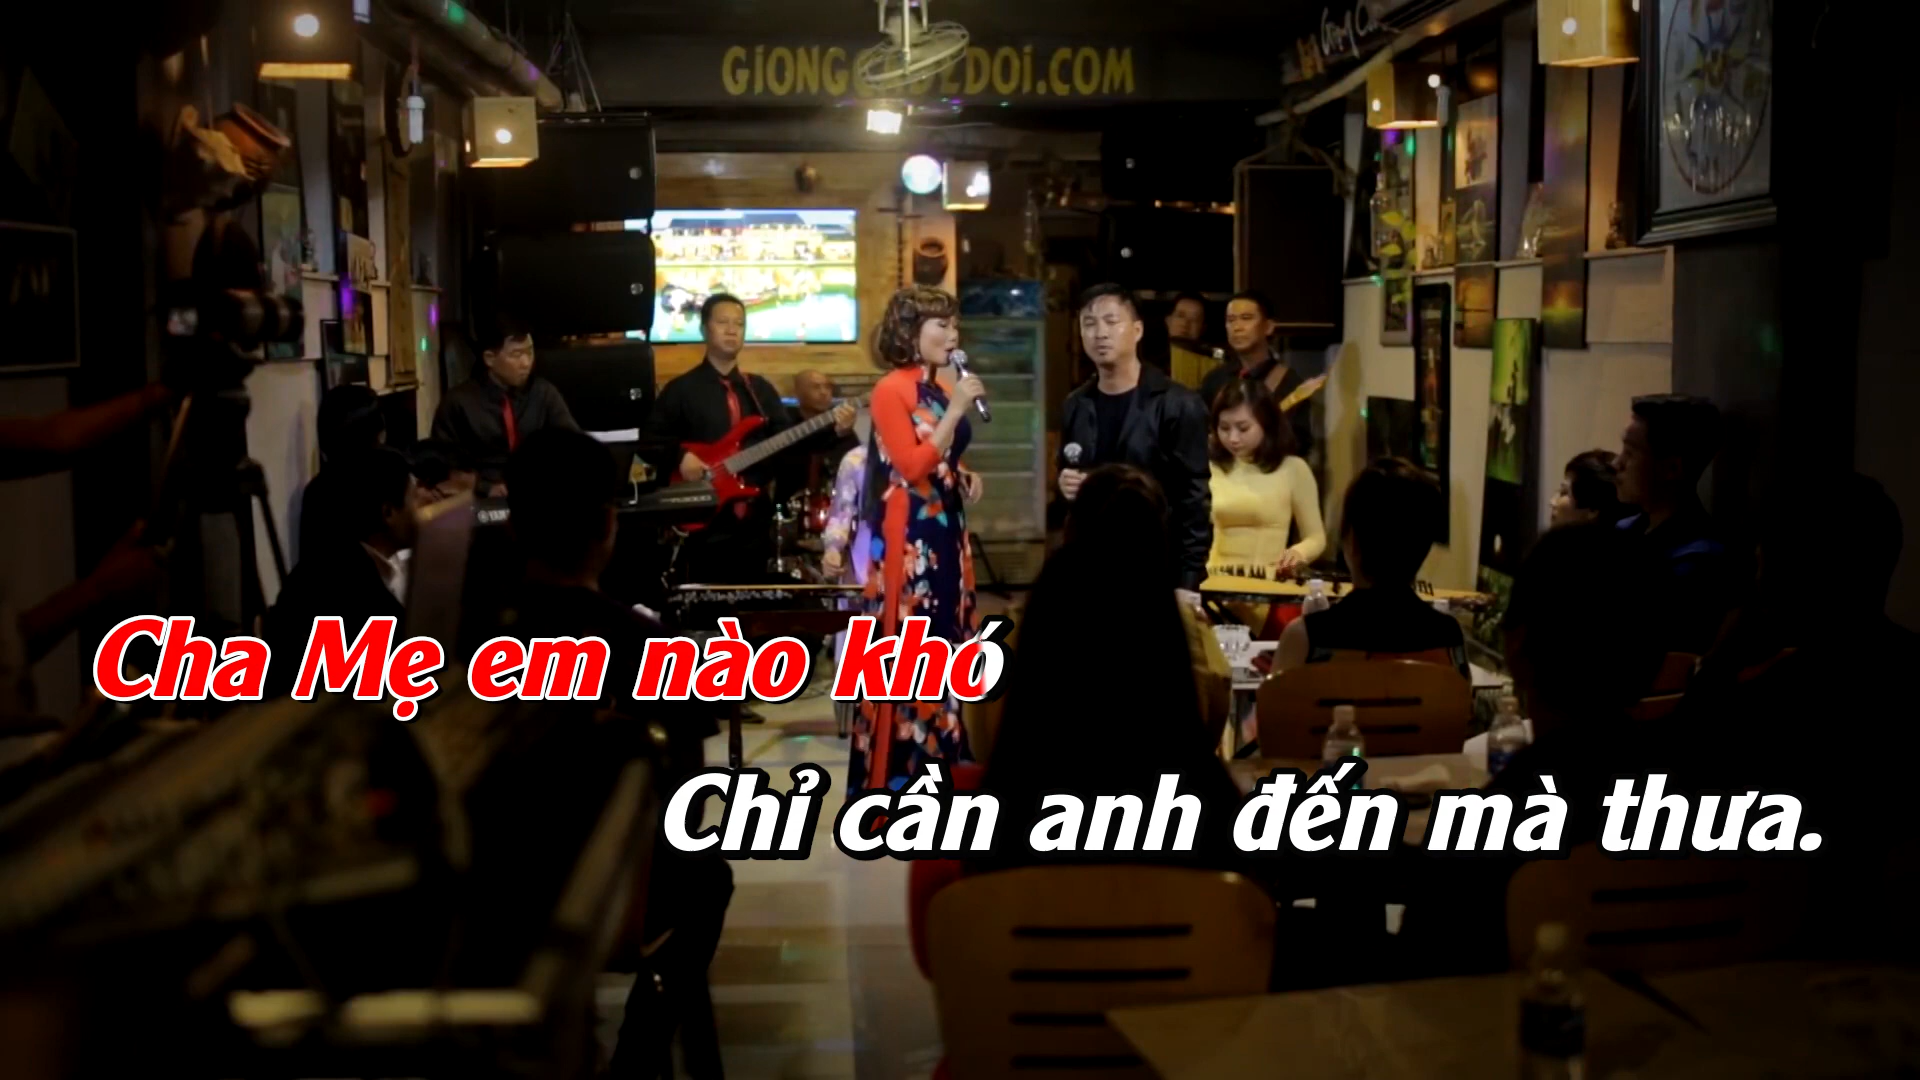 Cha Mẹ em nào khó
Chỉ cần anh đến mà thưa.